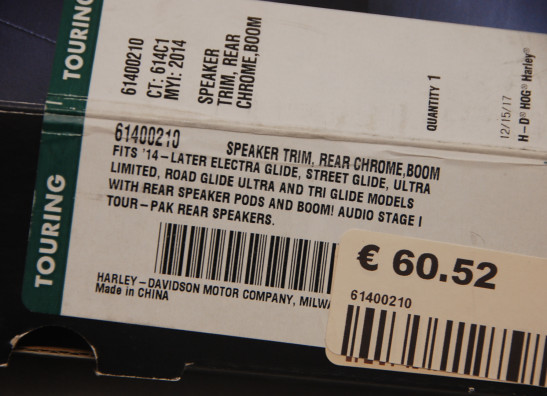 TOURING
61400210
CT: 614C1
MYI: 2014
SPEAKER
TRIM, REAR
CHROME,BOOM
QUANTITY 1
12/15/17
H-D® HOG® Harley®
TOURING
61400210
SPEAKER TRIM, REAR CHROME,BOOM
FITS '14-LATER ELECTRA GLIDE, STREET GLIDE, ULTRA
LIMITED, ROAD GLIDE ULTRA AND TRI GLIDE MODELS
WITH REAR SPEAKER PODS AND BOOM! AUDIO STAGE I
TOUR-PAK REAR SPEAKERS.
HARLEY-DAVIDSON MOTOR COMPANY, MILWA
Made in CHINA
€ 60.52
61400210